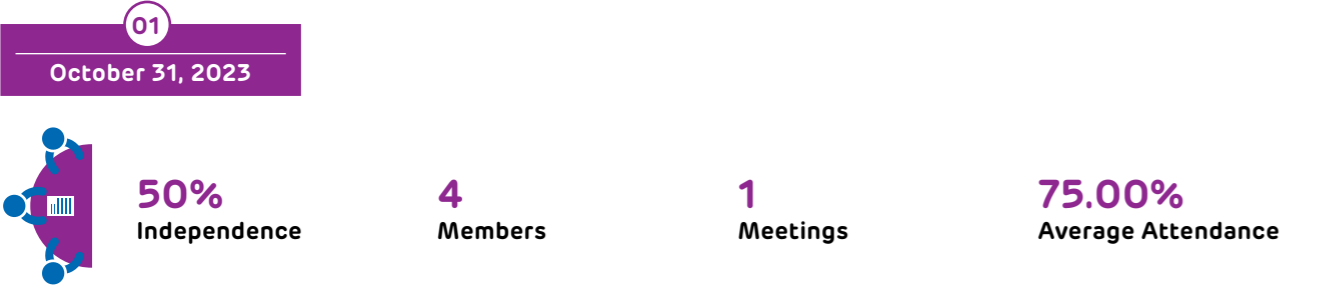 01
October 31, 2023
50%
Independence
4
Members
1
Meetings
75.00%
Average Attendance